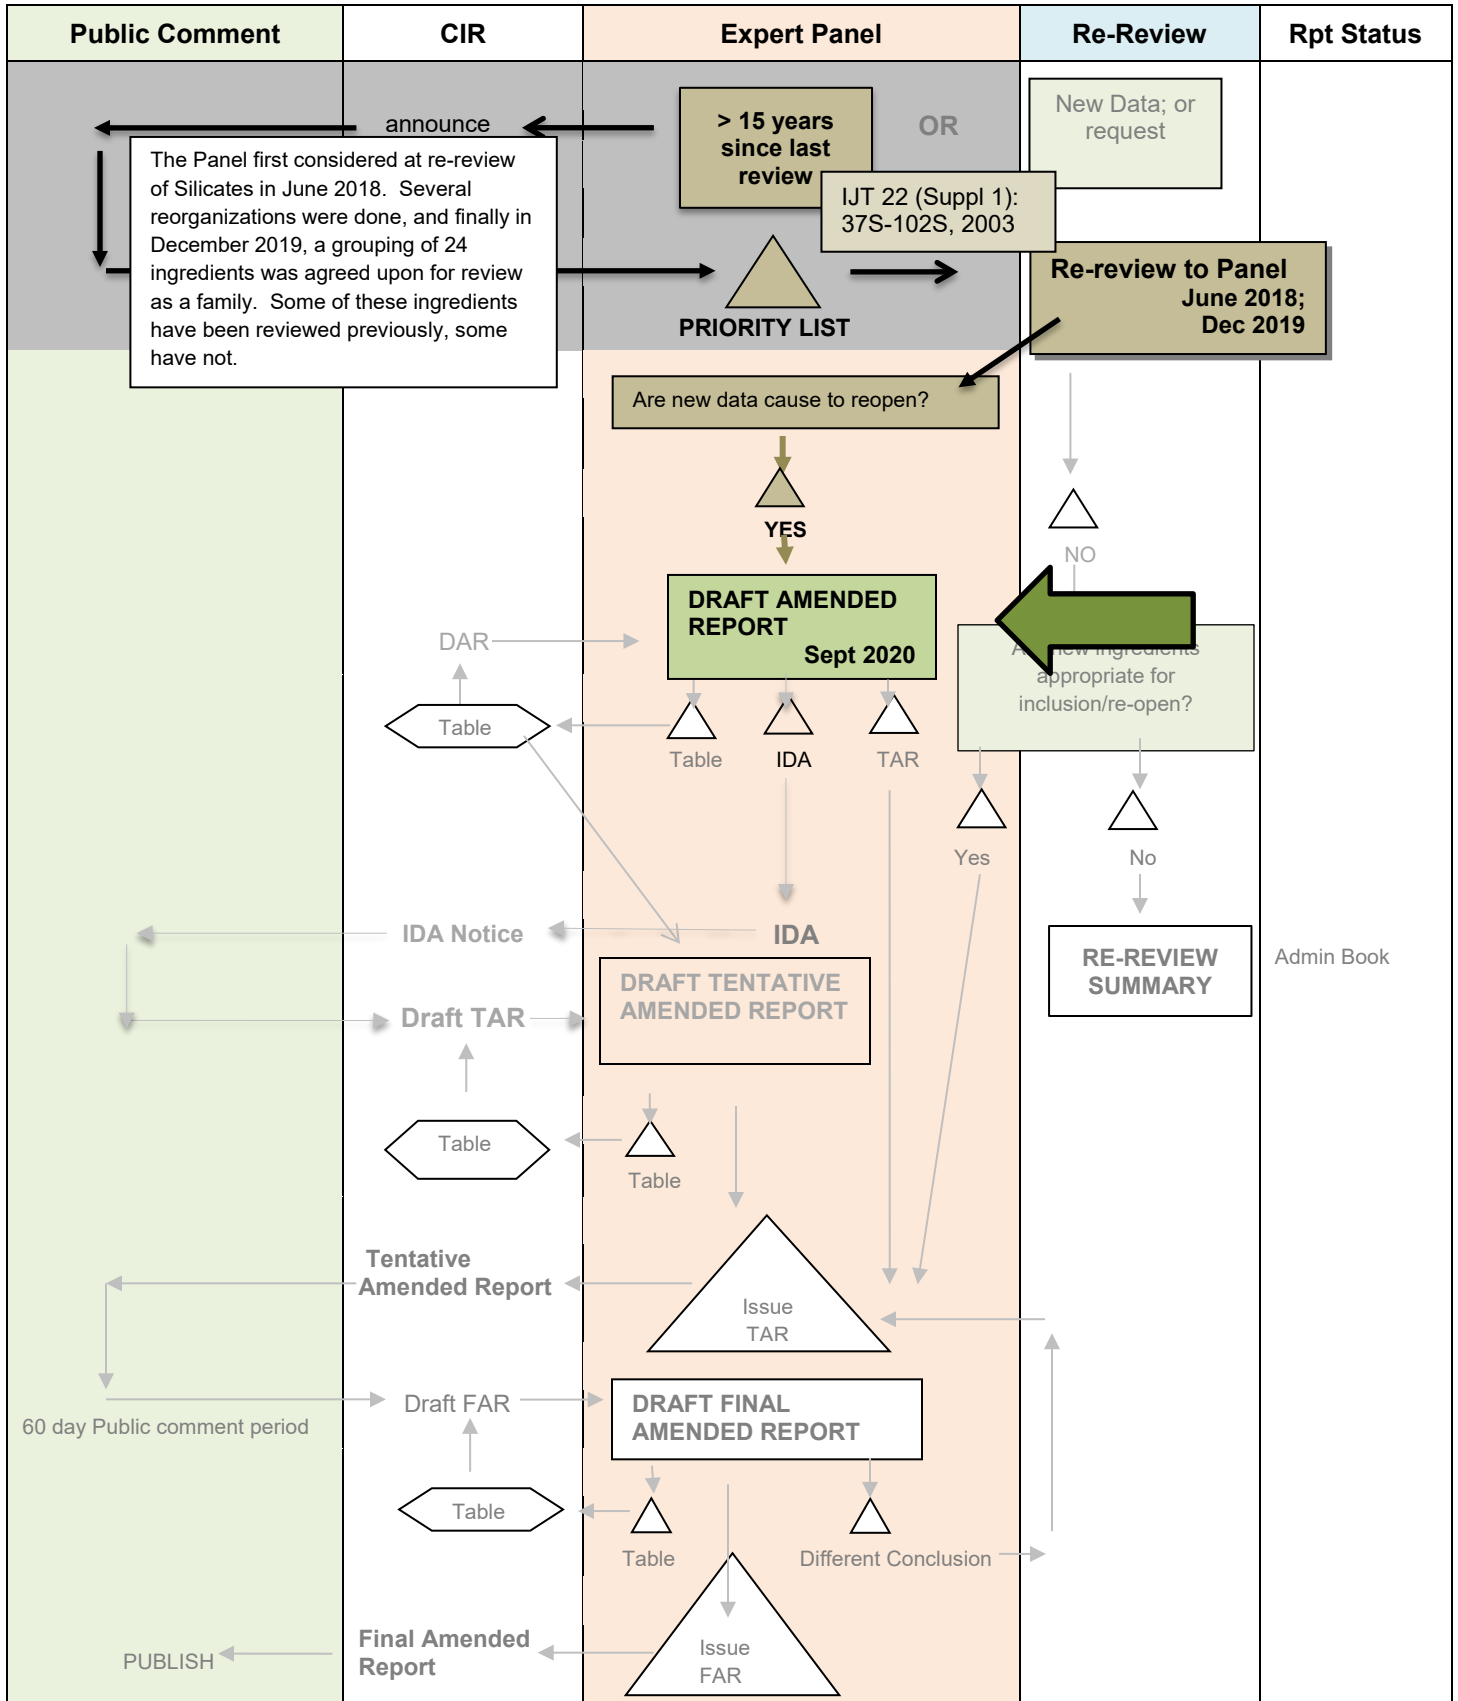 Public Comment
CIR
Expert Panel
Re-Review
Rpt Status
announce
> 15 years
since last
review
OR
New Data; or
request
IJT 22 (Suppl 1):
37S-102S, 2003
The Panel first considered at re-review
of Silicates in June 2018. Several
reorganizations were done, and finally in
December 2019, a grouping of 24
ingredients was agreed upon for review
as a family. Some of these ingredients
have been reviewed previously, some
have not.
PRIORITY LIST
Re-review to Panel
June 2018;
Dec 2019
Are new data cause to reopen?
YES
NO
DRAFT AMENDED
REPORT
Sept 2020
DAR
Table
Table
IDA
TAR
new ingredients
appropriate for
inclusion/re-open?
Yes
No
IDA Notice
IDA
DRAFT TENTATIVE
AMENDED REPORT
RE-REVIEW
SUMMARY
Admin Book
Draft TAR
Table
Table
Tentative
Amended Report
Issue
TAR
60 day Public comment period
Draft FAR
DRAFT FINAL
AMENDED REPORT
Table
Table
Different Conclusion
PUBLISH
Final Amended
Report
Issue
FAR